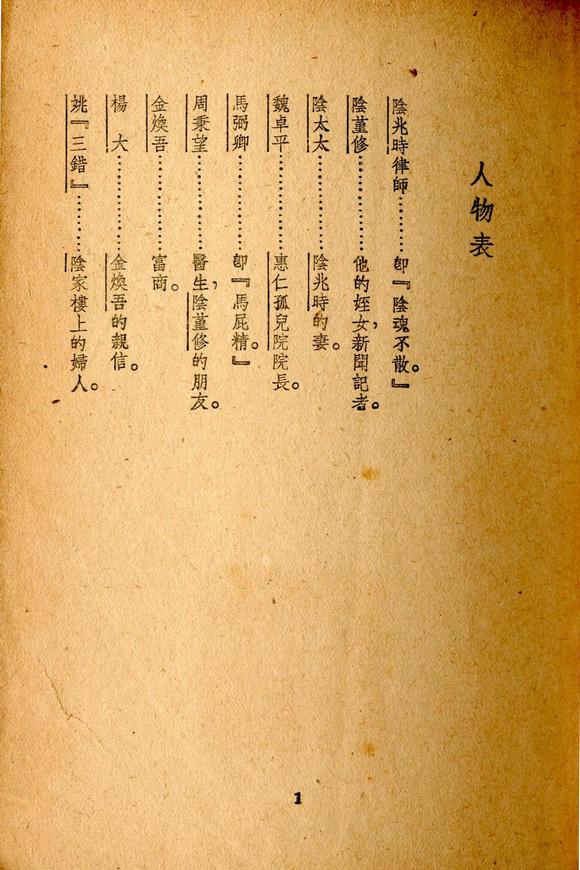 人物表
陰兆時律師………即『陰魂不散。』
陰堇修…………他的姪女，新聞記者。
陰太太…………陰兆時的妻。
魏卓平…………惠仁孤兒院院長。
馬弼卿…………即『馬屁精。』
周秉望…………醫生，陰堇修的朋友。
金煥吾…………富商。
楊　大…………金煥吾的親信。
姚『三錯』………陰家樓上的婦人。
1